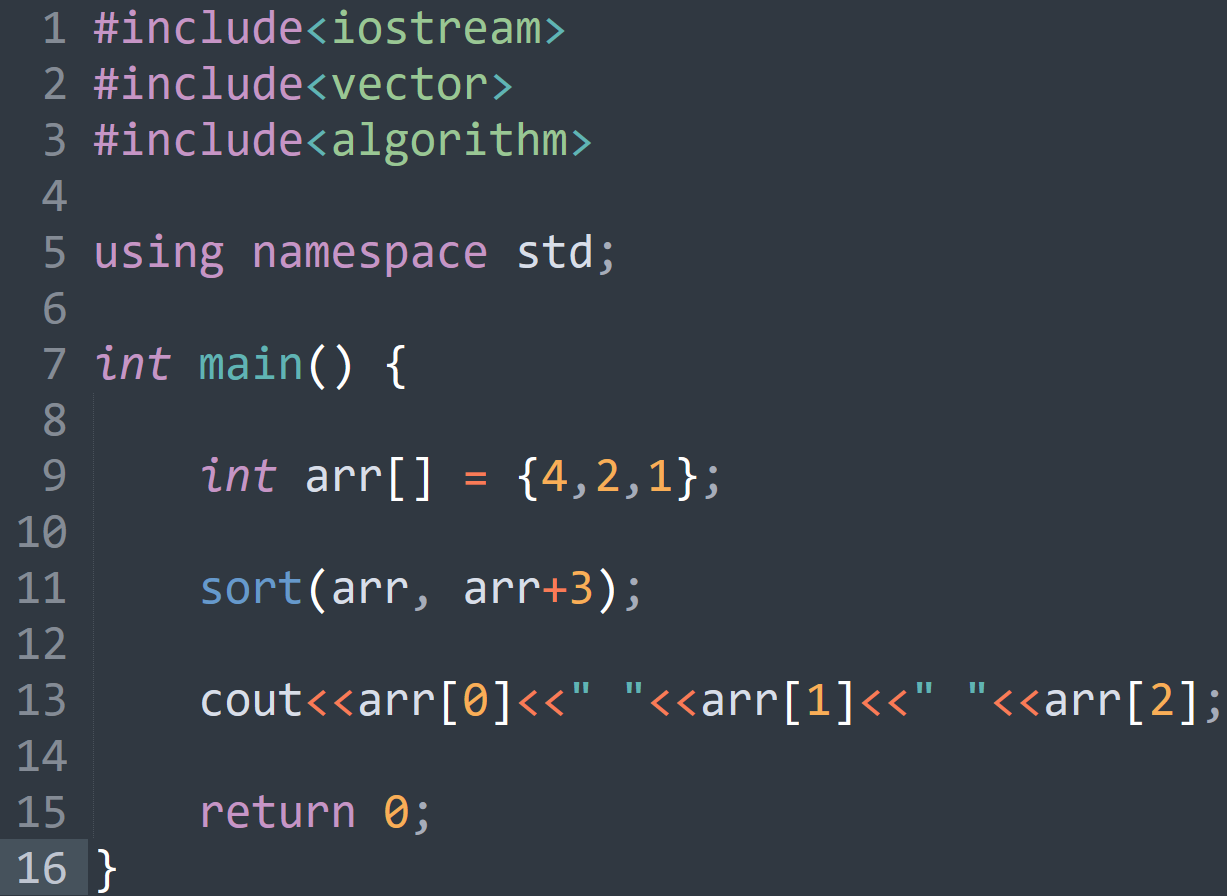 1 #include<iostream>
2 #include<vector>
3 #include<algorithm>
4
5 using namespace std;
6
7 int main() {
8
9     int arr[] = {4,2,1};
10
11     sort(arr, arr+3);
12
13     cout<<arr[0]<<" "<<arr[1]<<" "<<arr[2];
14
15     return 0;
16 }